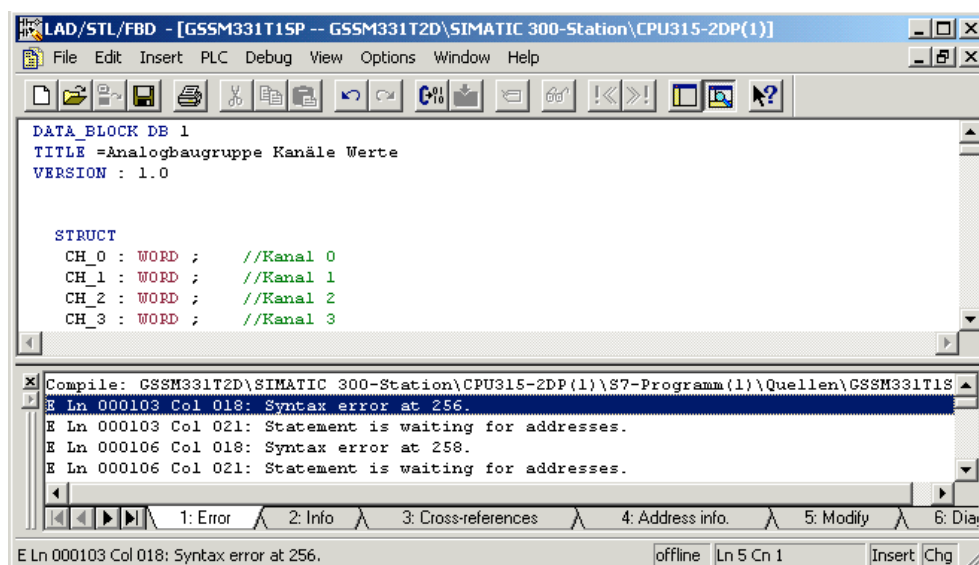 LAD/STL/FBD - [GSSM331T1SP -- GSSM331T2D\SIMATIC 300-Station\CPU315-2DP(1)]
File Edit Insert PLC Debug View Options Window Help
DATA_BLOCK DB 1
TITLE =Analogbaugruppe Kanäle Werte
VERSION : 1.0
STRUCT
CH_0 : WORD ; //Kanal 0
CH_1 : WORD ; //Kanal 1
CH_2 : WORD ; //Kanal 2
CH_3 : WORD ; //Kanal 3
Compile: GSSM331T2D\SIMATIC 300-Station\CPU315-2DP(1)\S7-Programm(1)\Quellen\GSSM331T1S
E Ln 000103 Col 018: Syntax error at 256.
E Ln 000103 Col 021: Statement is waiting for addresses.
E Ln 000106 Col 018: Syntax error at 258.
E Ln 000106 Col 021: Statement is waiting for addresses.
1: Error 2: Info 3: Cross-references 4: Address info. 5: Modify 6: Dia
E Ln 000103 Col 018: Syntax error at 256. offline Ln 5 Cn 1 Insert Chg